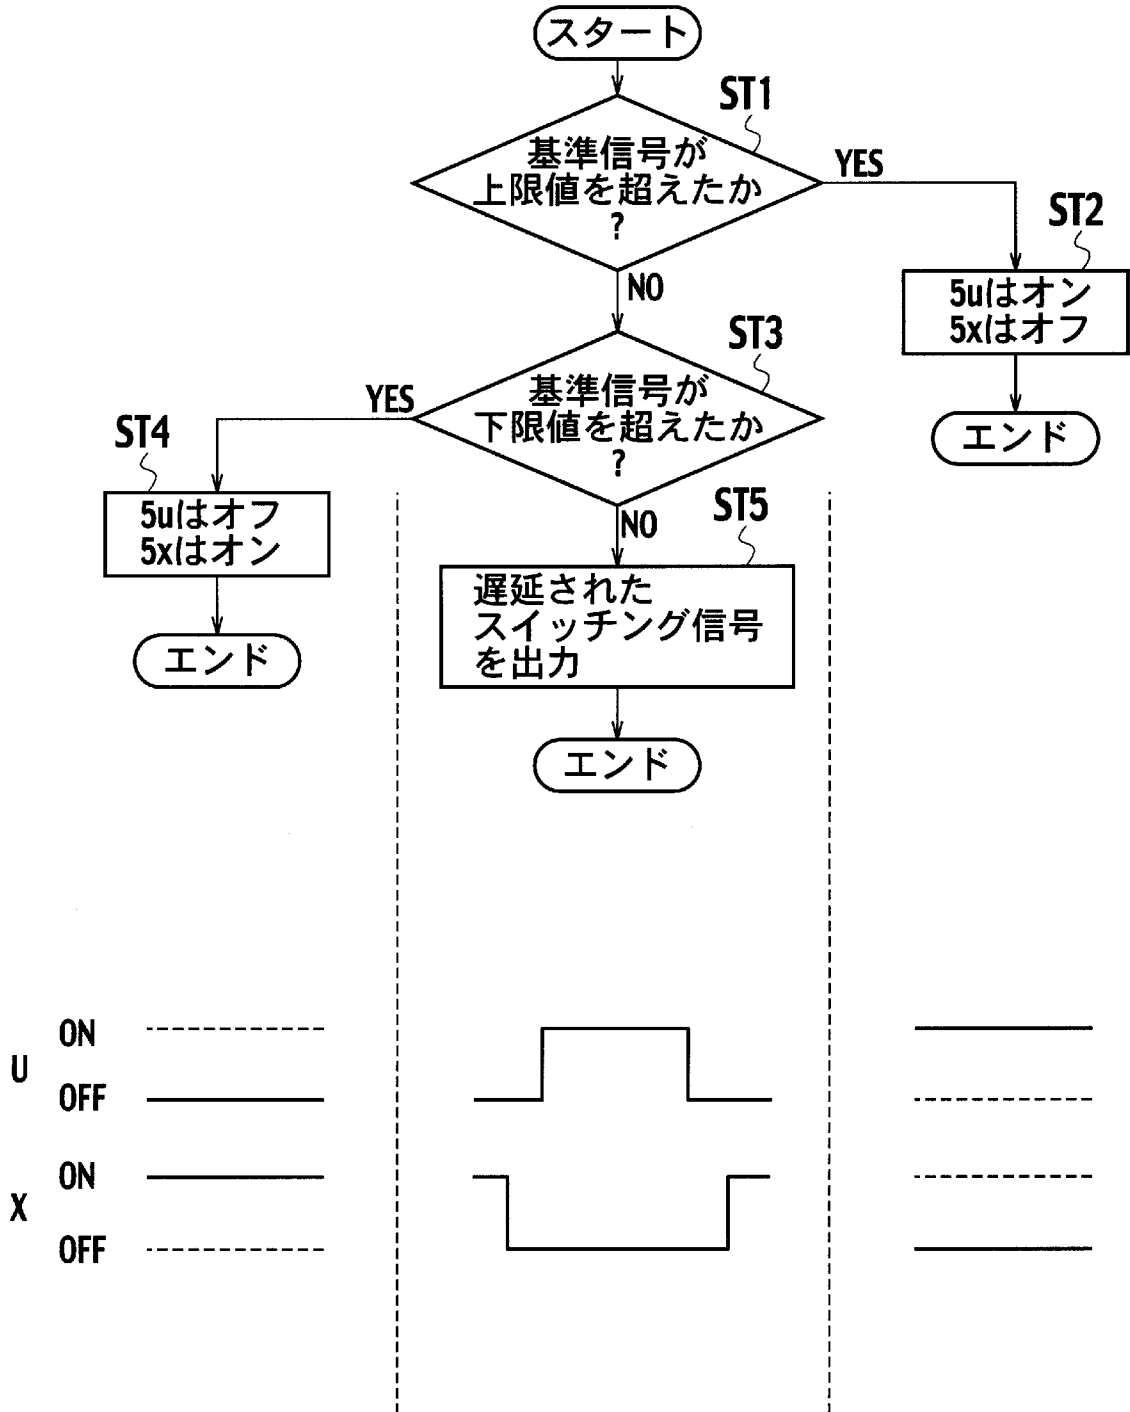 スタート
ST1
基準信号が
上限値を超えたか
?
YES
ST2
5uはオン
5xはオフ
エンド
NO
ST3
基準信号が
下限値を超えたか
?
YES
ST4
5uはオフ
5xはオン
エンド
NO
ST5
遅延された
スイッチング信号
を出力
エンド
U
ON
OFF
X
ON
OFF